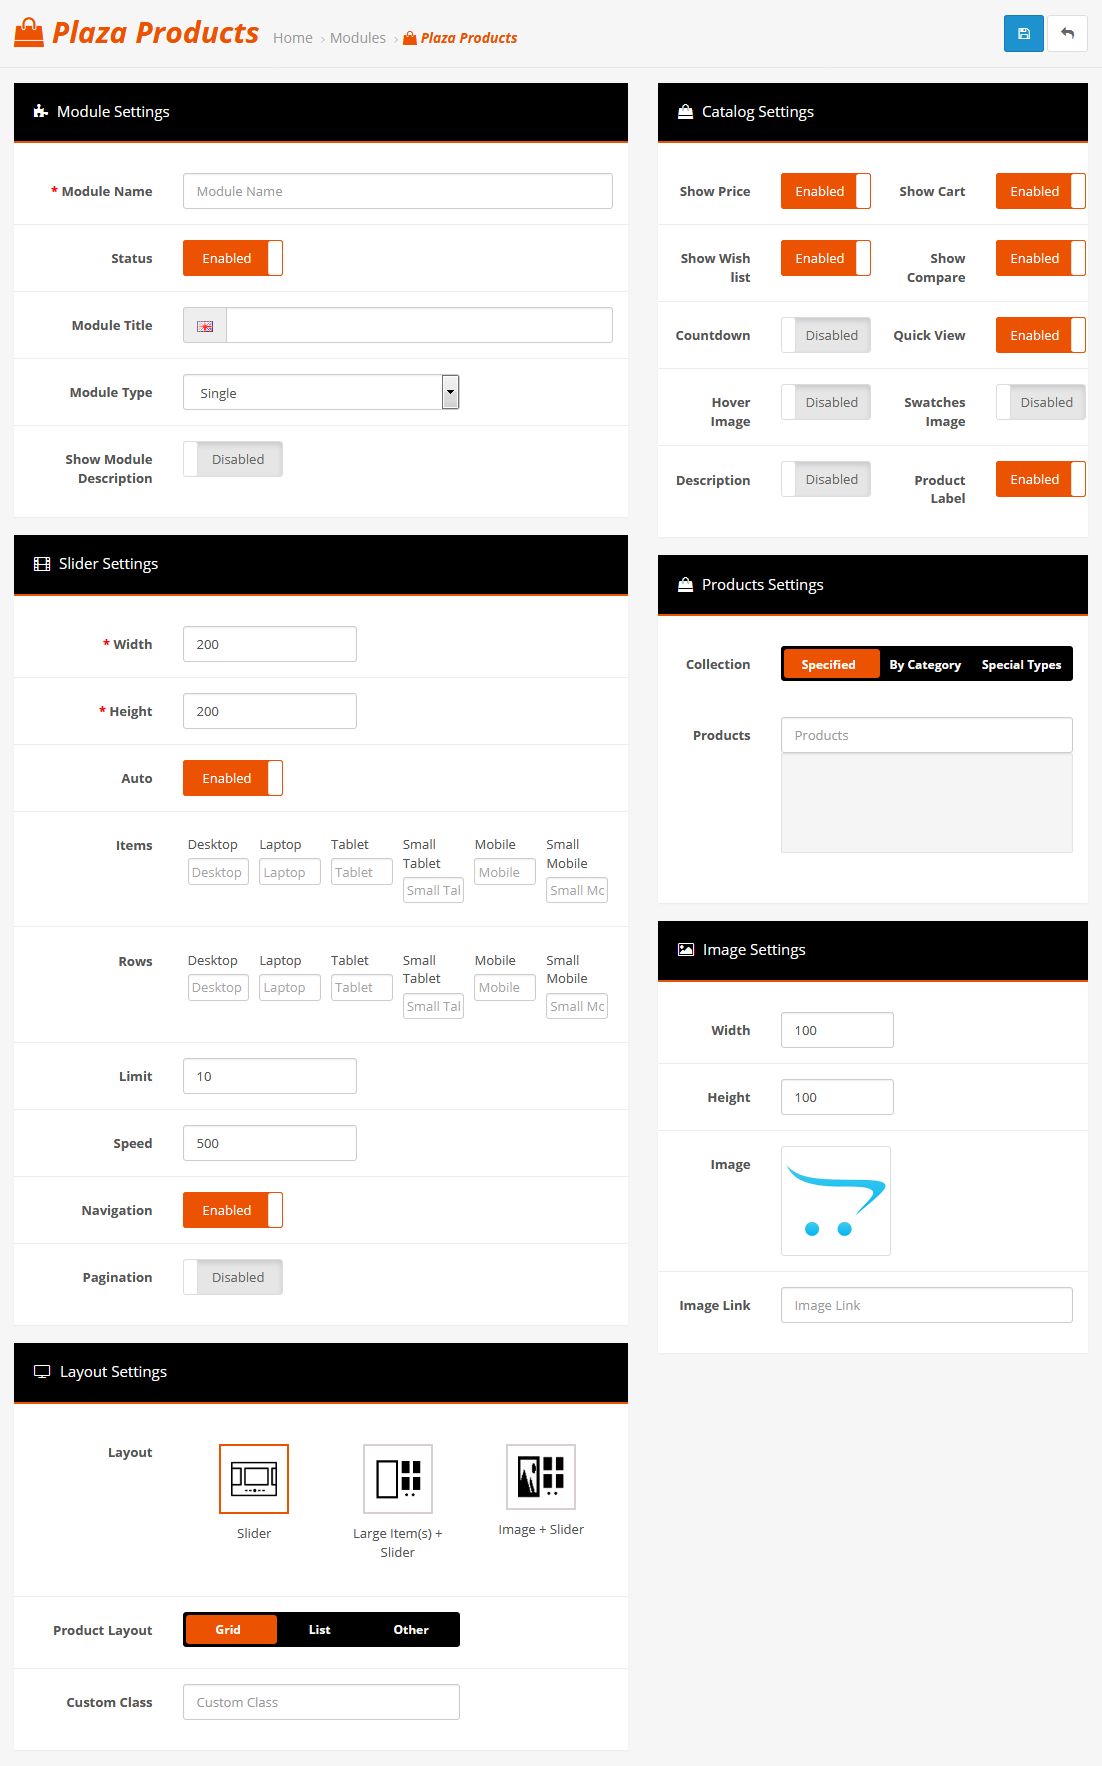 Plaza Products Home › Modules › Plaza Products
Module Settings
* Module Name Module Name
Status Enabled
Module Title
Module Type Single
Show Module
Description
Disabled
Slider Settings
* Width 200
* Height 200
Auto Enabled
Items
Desktop Laptop Tablet Small Tablet Mobile Small Mobile
Desktop Laptop Tablet Small Tal Mobile Small Mc
Rows
Desktop Laptop Tablet Small Tablet Mobile Small Mobile
Desktop Laptop Tablet Small Tal Mobile Small Mc
Limit 10
Speed 500
Navigation Enabled
Pagination Disabled
Layout Settings
Layout
Slider
Large Item(s) +
Slider
Image + Slider
Product Layout Grid List Other
Custom Class Custom Class
Catalog Settings
Show Price Enabled Show Cart Enabled
Show Wish
list
Enabled
Show
Compare
Enabled
Countdown Disabled Quick View Enabled
Hover
Image
Disabled
Swatches
Image
Disabled
Description Disabled
Product
Label
Enabled
Products Settings
Collection Specified By Category Special Types
Products Products
Image Settings
Width 100
Height 100
Image
Image Link Image Link